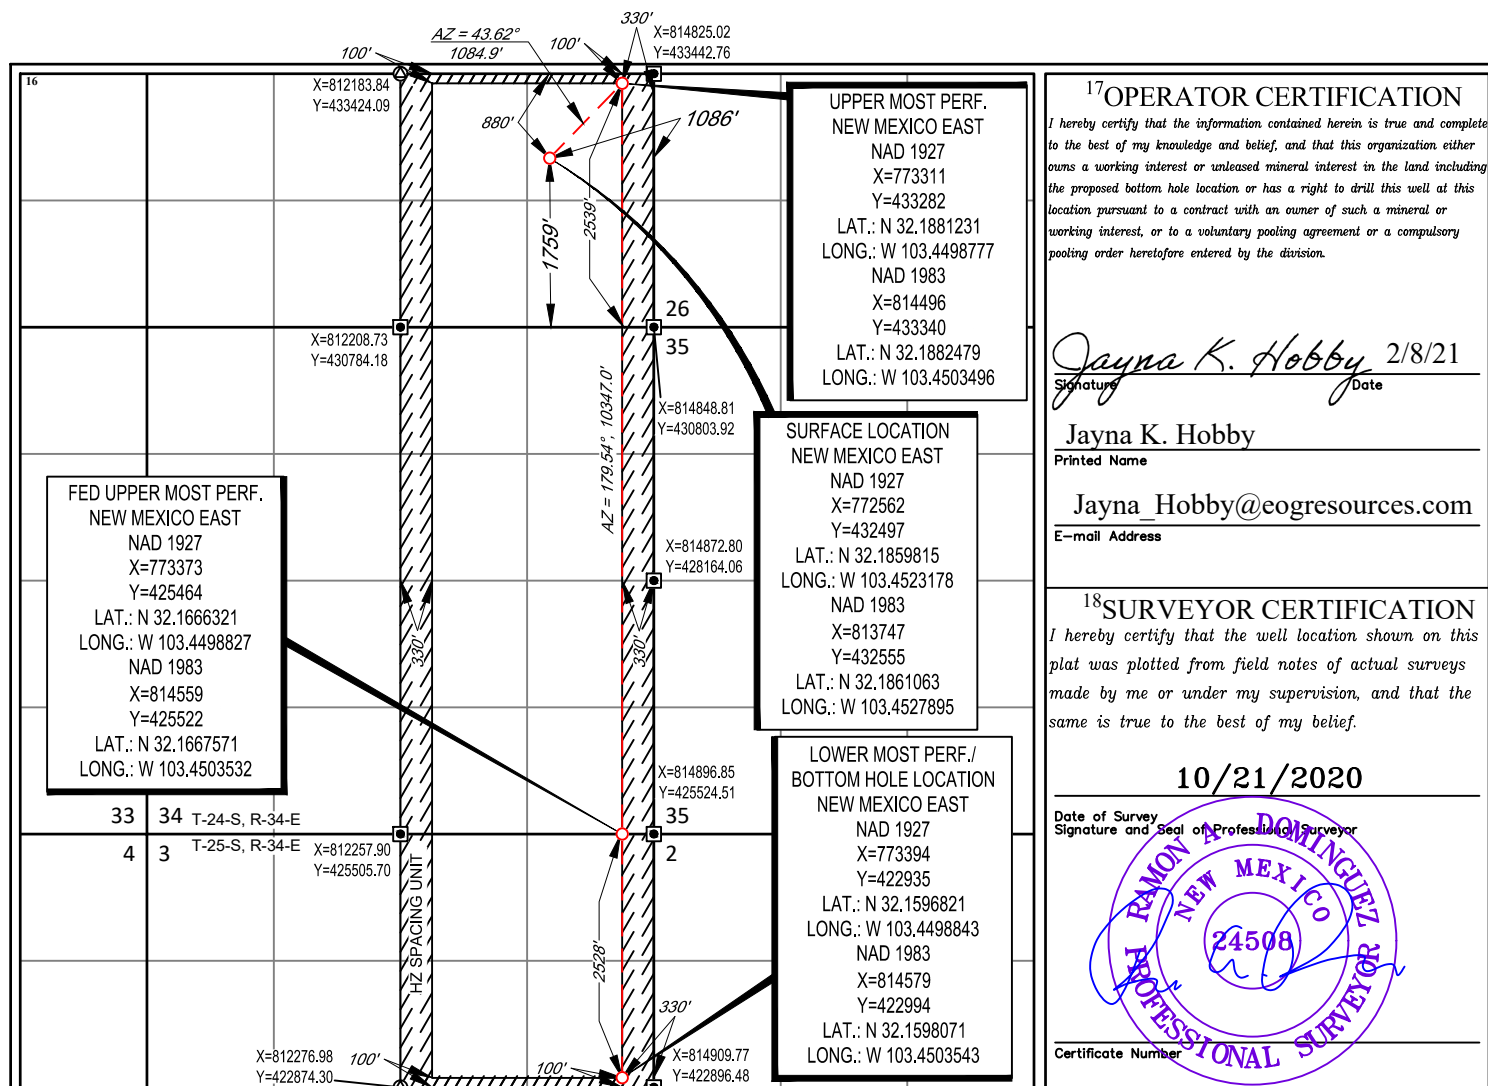 16
AZ = 43.62°
1084.9'
100'
100'
330'
X=814825.02
Y=433442.76
X=812183.84
Y=433424.09
880'
1086'
2539'
1759'
26
35
X=812208.73
Y=430784.18
X=814848.81
Y=430803.92
AZ = 179.54°, 10347.0'
X=814872.80
Y=428164.06
330'
330'
X=814896.85
Y=425524.51
33
34
T-24-S, R-34-E
35
4
3
T-25-S, R-34-E
2
X=812257.90
Y=425505.70
HZ SPACING UNIT
2528'
330'
X=812276.98
Y=422874.30
100'
100'
X=814909.77
Y=422896.48
UPPER MOST PERF.
NEW MEXICO EAST
NAD 1927
X=773311
Y=433282
LAT.: N 32.1881231
LONG.: W 103.4498777
NAD 1983
X=814496
Y=433340
LAT.: N 32.1882479
LONG.: W 103.4503496
SURFACE LOCATION
NEW MEXICO EAST
NAD 1927
X=772562
Y=432497
LAT.: N 32.1859815
LONG.: W 103.4523178
NAD 1983
X=813747
Y=432555
LAT.: N 32.1861063
LONG.: W 103.4527895
FED UPPER MOST PERF.
NEW MEXICO EAST
NAD 1927
X=773373
Y=425464
LAT.: N 32.1666321
LONG.: W 103.4498827
NAD 1983
X=814559
Y=425522
LAT.: N 32.1667571
LONG.: W 103.4503532
LOWER MOST PERF./
BOTTOM HOLE LOCATION
NEW MEXICO EAST
NAD 1927
X=773394
Y=422935
LAT.: N 32.1596821
LONG.: W 103.4498843
NAD 1983
X=814579
Y=422994
LAT.: N 32.1598071
LONG.: W 103.4503543
17 OPERATOR CERTIFICATION
I hereby certify that the information contained herein is true and complete
to the best of my knowledge and belief, and that this organization either
owns a working interest or unleased mineral interest in the land including
the proposed bottom hole location or has a right to drill this well at this
location pursuant to a contract with an owner of such a mineral or
working interest, or to a voluntary pooling agreement or a compulsory
pooling order heretofore entered by the division.
Jayna K. Hobby 2/8/21
Signature Date
Jayna K. Hobby
Printed Name
Jayna_Hobby@eogresources.com
E-mail Address
18 SURVEYOR CERTIFICATION
I hereby certify that the well location shown on this
plat was plotted from field notes of actual surveys
made by me or under my supervision, and that the
same is true to the best of my belief.
10/21/2020
Date of Survey
Signature and Seal of Professional Surveyor
RAMON A. DOMINGUEZ
NEW MEXICO
24508
PROFESSIONAL SURVEYOR
Certificate Number